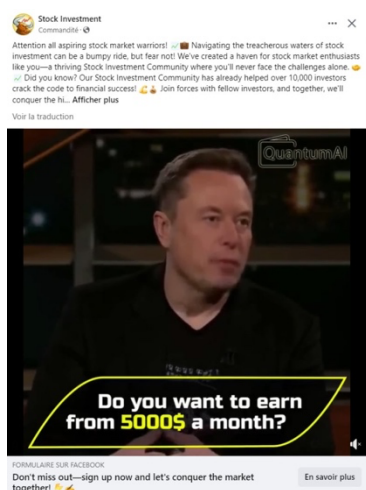 Stock Investment
Commandité ·
Attention all aspiring stock market warriors! 📈💼 Navigating the treacherous waters of stock
investment can be a bumpy ride, but fear not! We've created a haven for stock market enthusiasts
like you—a thriving Stock Investment Community where you'll never face the challenges alone. 🤝
📈 Did you know? Our Stock Investment Community has already helped over 10,000 investors
crack the code to financial success! 💪💰 Join forces with fellow investors, and together, we'll
conquer the hi... Afficher plus
Voir la traduction
QuantumAI
Do you want to earn
from 5000$ a month?
FORMULAIRE SUR FACEBOOK
Don't miss out—sign up now and let's conquer the market
together!
En savoir plus